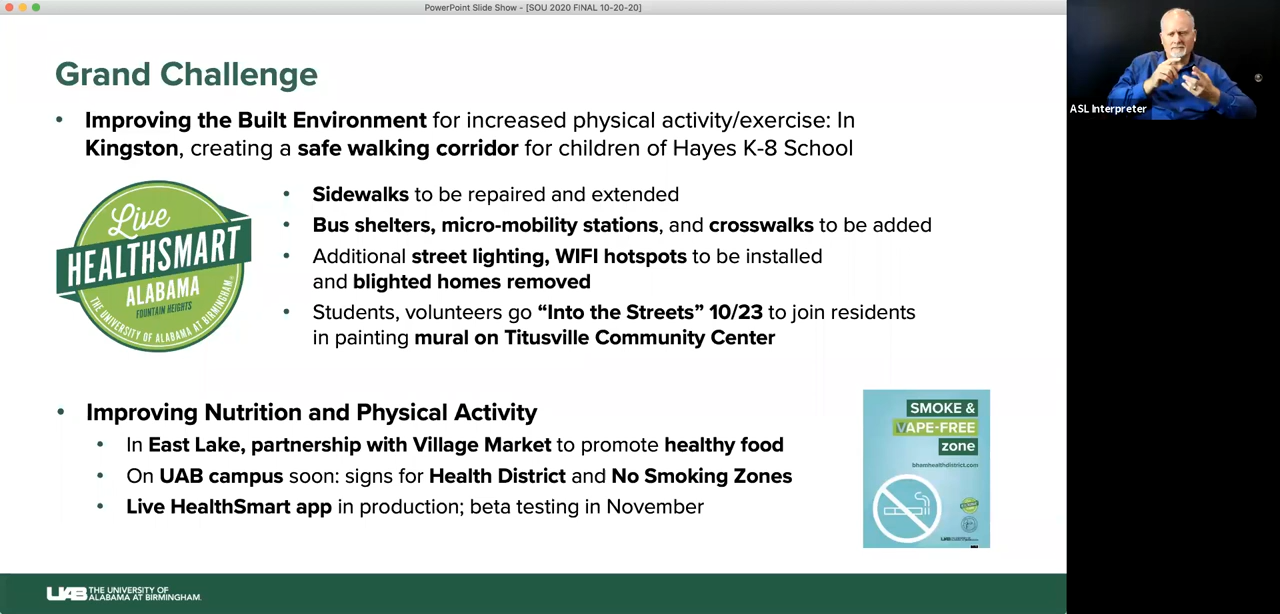 PowerPoint Slide Show - [SOU 2020 FINAL 10-20-20]
Grand Challenge
• Improving the Built Environment for increased physical activity/exercise: In
Kingston, creating a safe walking corridor for children of Hayes K-8 School
Live
HEALTHSMART
ALABAMA
FOUNTAIN HEIGHTS
THE UNIVERSITY OF ALABAMA AT BIRMINGHAM
• Sidewalks to be repaired and extended
• Bus shelters, micro-mobility stations, and crosswalks to be added
• Additional street lighting, WIFI hotspots to be installed
and blighted homes removed
• Students, volunteers go “Into the Streets” 10/23 to join residents
in painting mural on Titusville Community Center
• Improving Nutrition and Physical Activity
• In East Lake, partnership with Village Market to promote healthy food
• On UAB campus soon: signs for Health District and No Smoking Zones
• Live HealthSmart app in production; beta testing in November
SMOKE &
VAPE-FREE
zone
bhamhealthdistrict.com
UAB THE UNIVERSITY OF
ALABAMA AT BIRMINGHAM.
ASL Interpreter